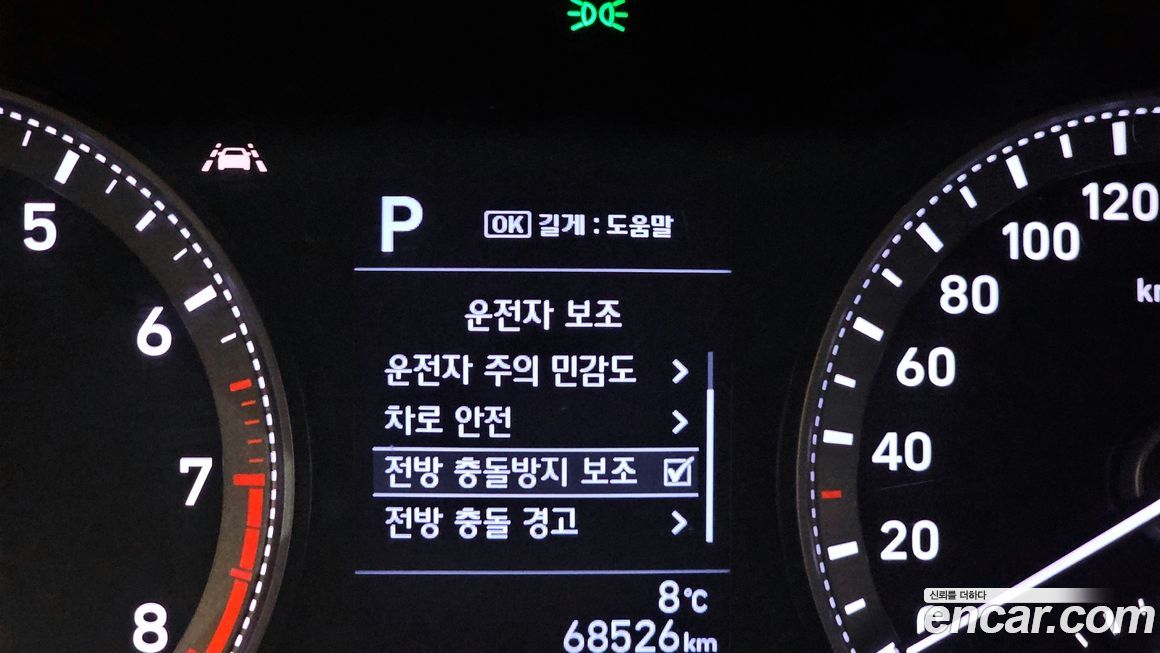 P
OK 길게 : 도움말
운전자 보조
운전자 주의 민감도
차로 안전
전방 충돌방지 보조
전방 충돌 경고
8°C
68526km
5
6
7
8
120
100
80
60
40
20
신뢰를 더하다
encar.com